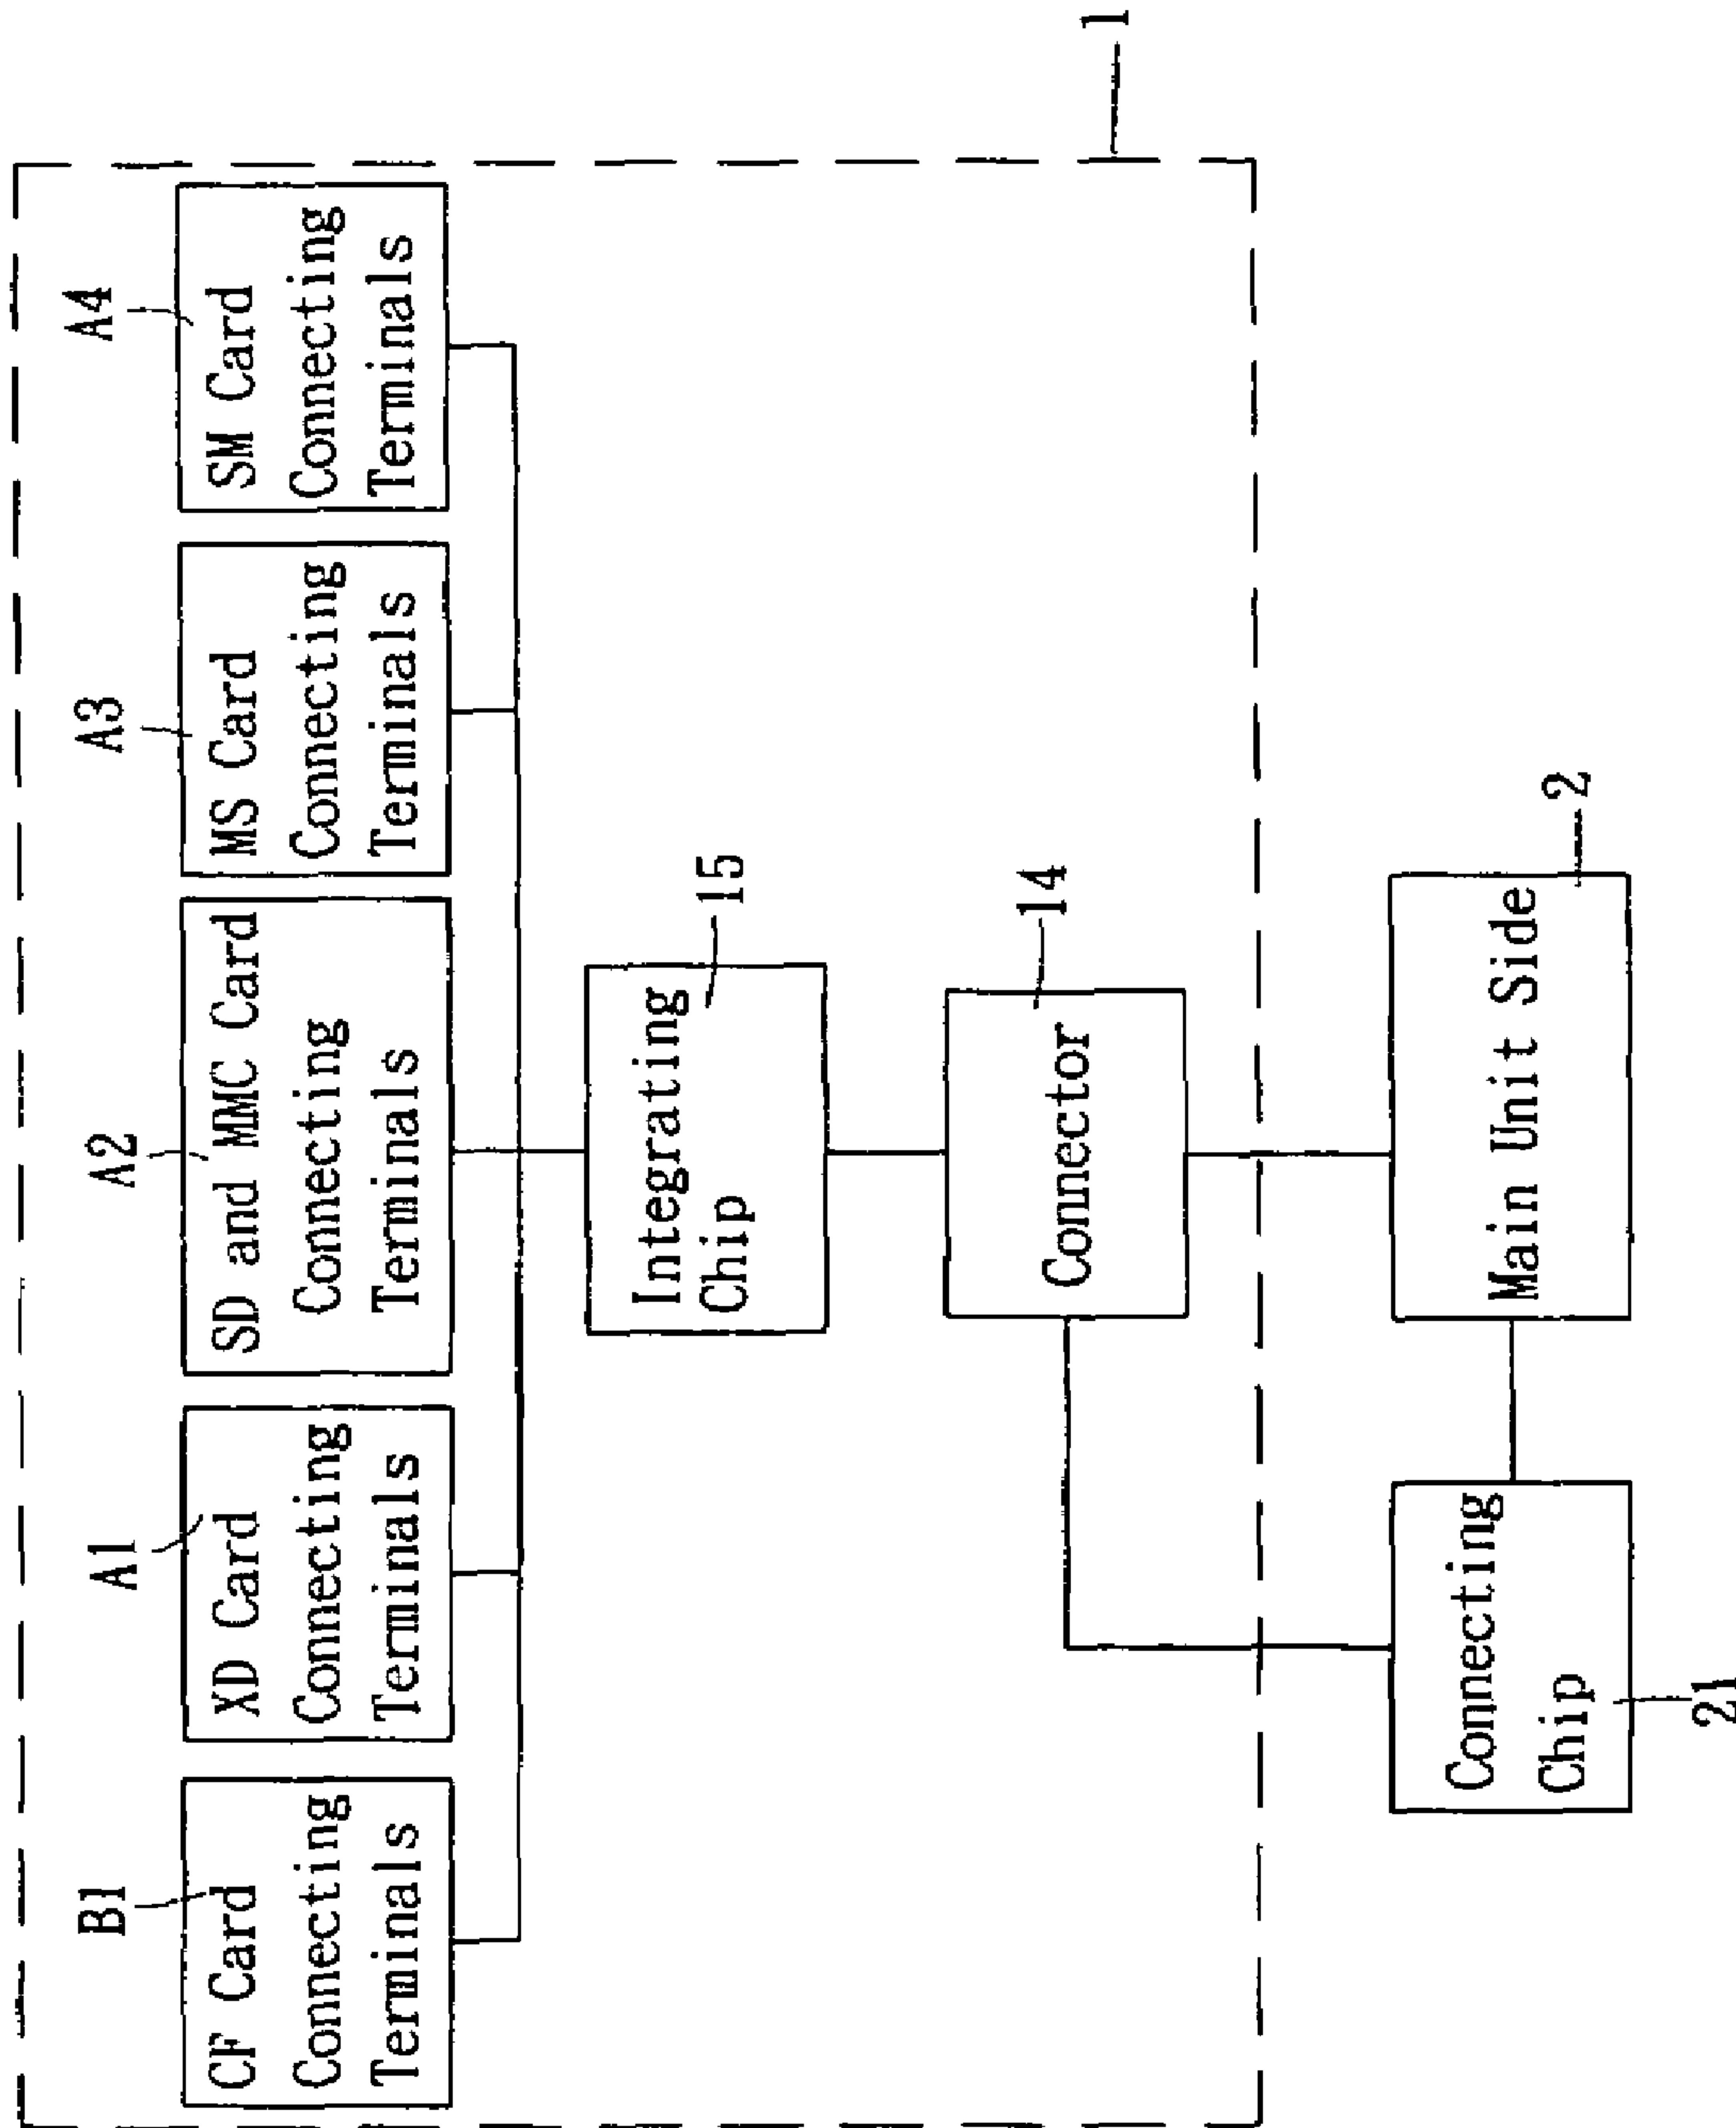 1
B1
A1
A2
A3
A4
CF Card
Connecting
Terminals
XD Card
Connecting
Terminals
SD and MMC Card
Connecting
Terminals
MS Card
Connecting
Terminals
SM Card
Connecting
Terminals
Integrating
Chip
15
Connector
14
Connecting
Chip
21
Main Unit Side
2